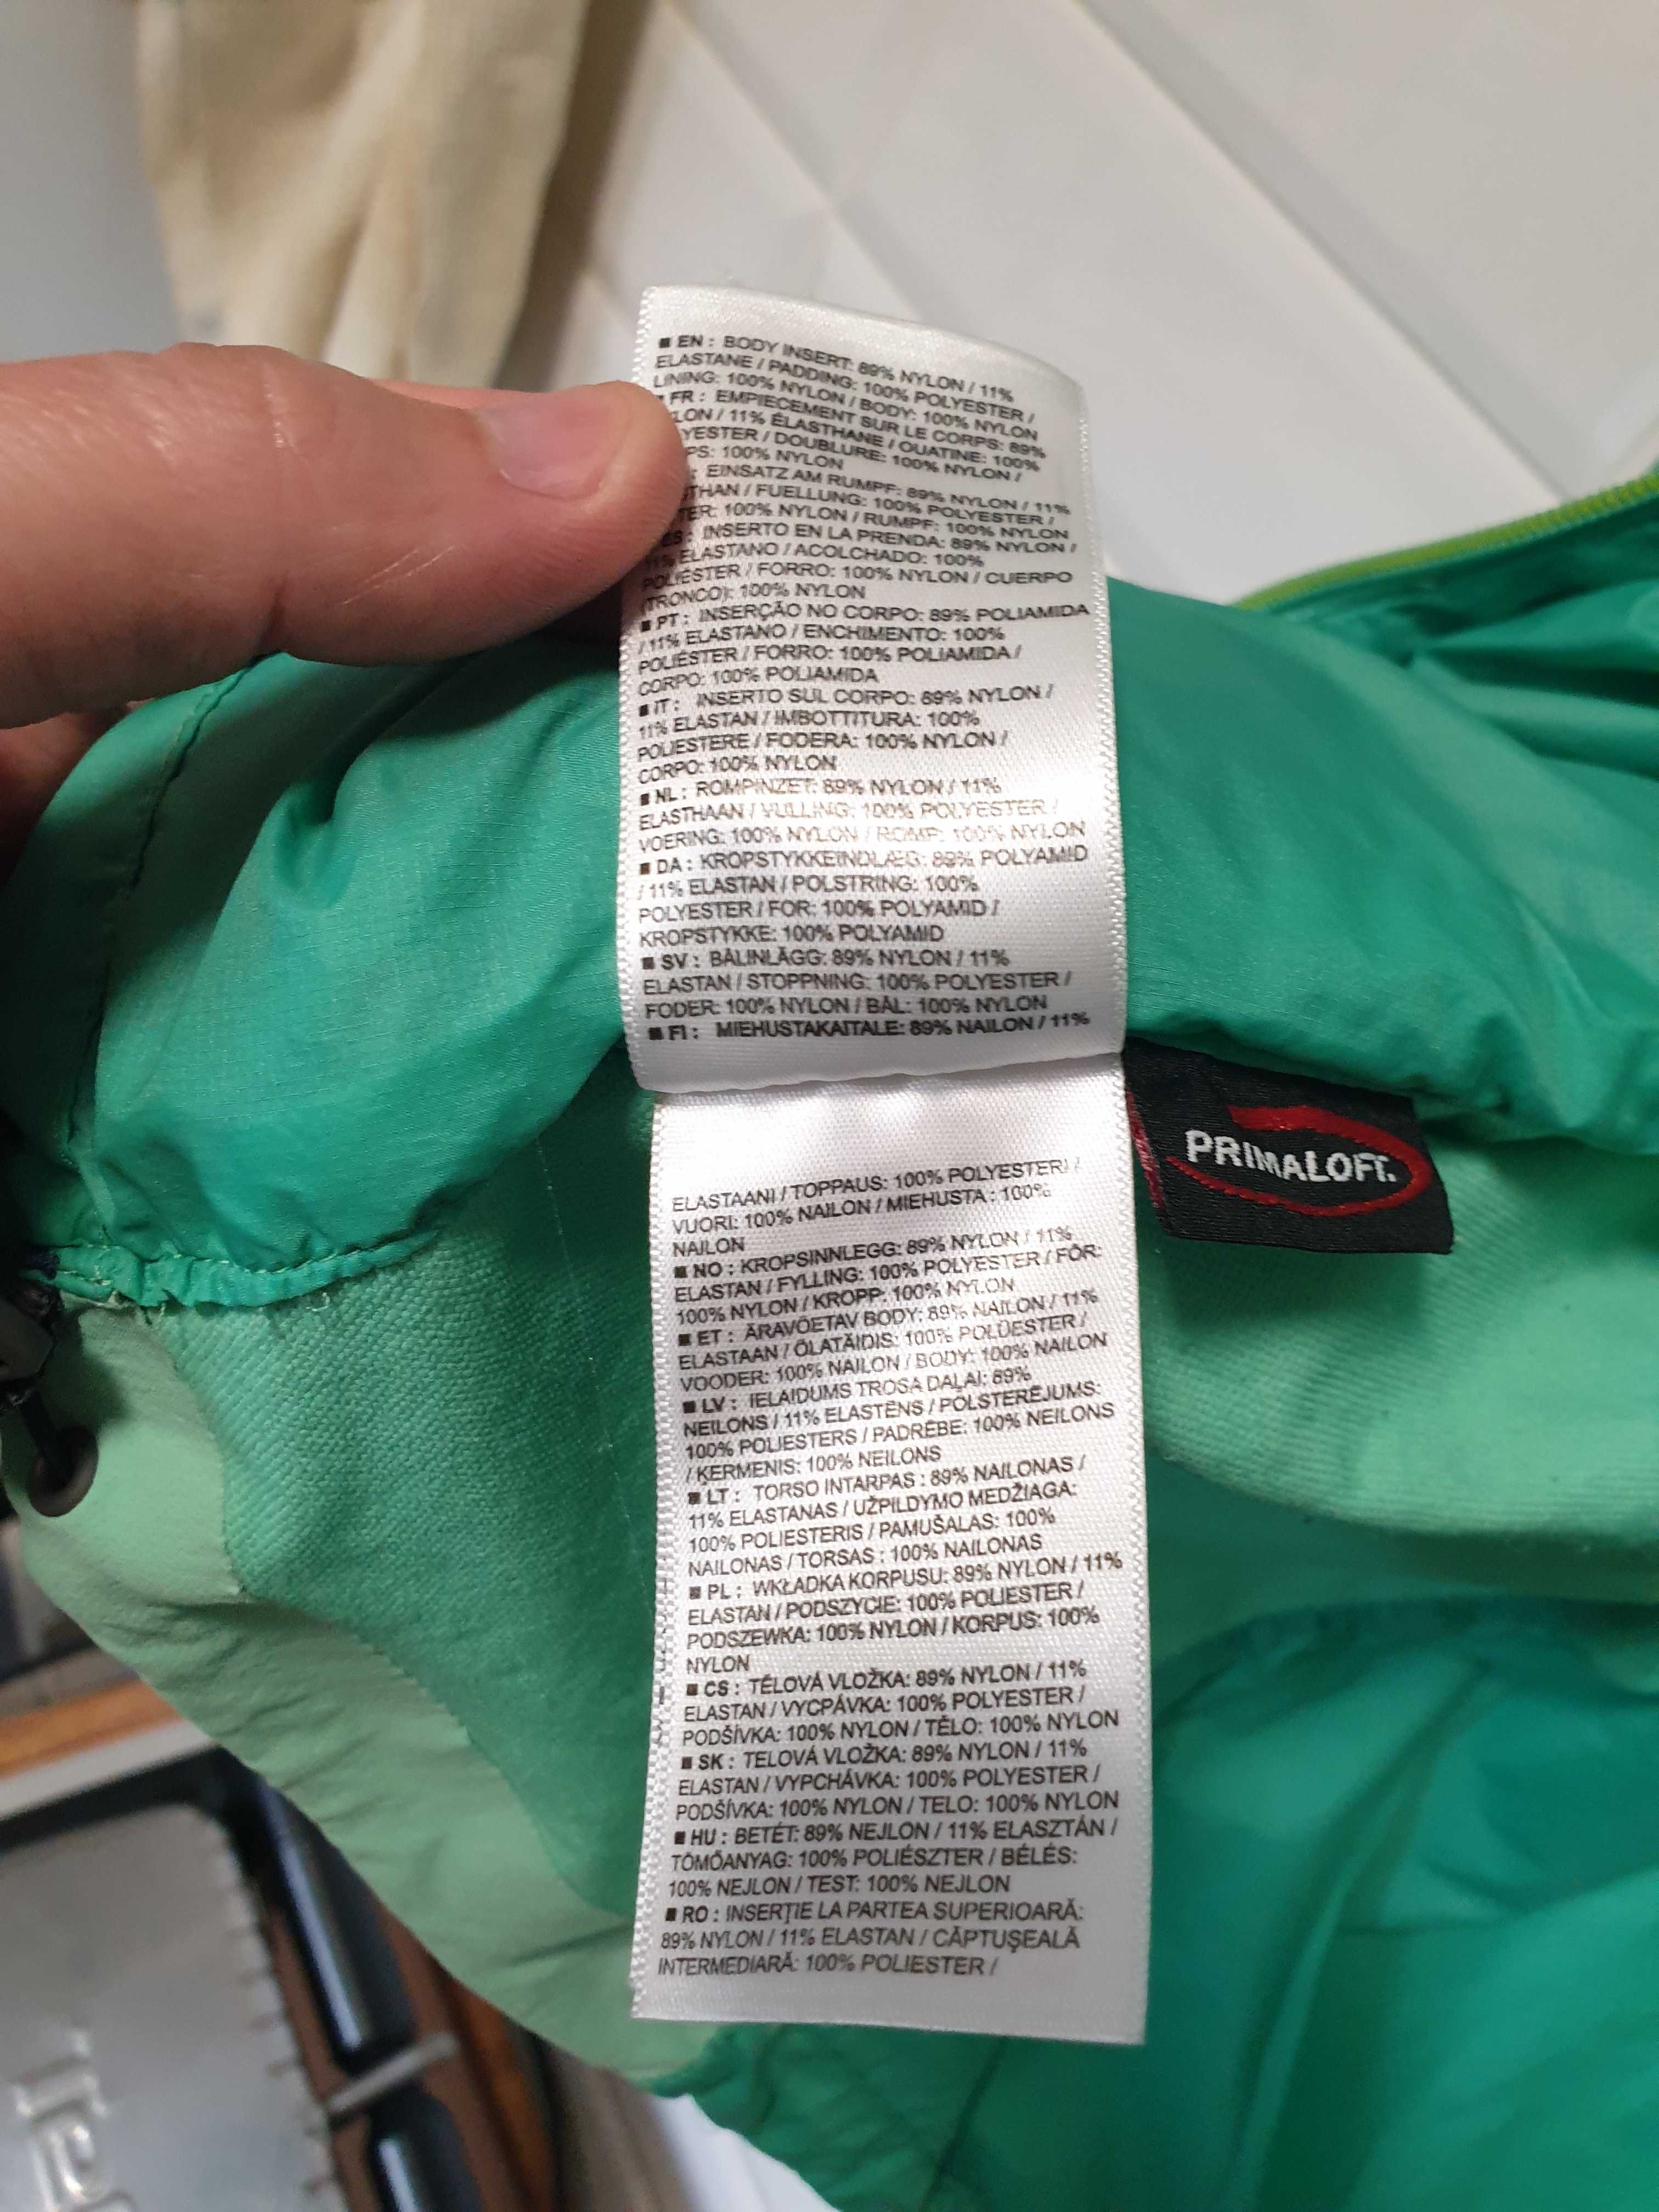 ■ EN : BODY INSERT: 89% NYLON / 11%
ELASTANE / PADDING: 100% POLYESTER /
LINING: 100% NYLON / BODY: 100% NYLON
FR : EMPIECEMENT SUR LE CORPS: 89%
LON / 11% ÉLASTHANE / OUATINE: 100%
YESTER / DOUBLURE: 100% NYLON /
PS: 100% NYLON
: EINSATZ AM RUMPF: 89% NYLON / 11%
THAN / FUELLUNG: 100% POLYESTER /
TER: 100% NYLON / RUMPF: 100% NYLON
ES : INSERTO EN LA PRENDA: 89% NYLON /
11% ELASTANO / ACOLCHADO: 100%
POLIÉSTER / FORRO: 100% NYLON / CUERPO
(TRONCO): 100% NYLON
■ PT : INSERÇÃO NO CORPO: 89% POLIAMIDA
/ 11% ELASTANO / ENCHIMENTO: 100%
POLIÉSTER / FORRO: 100% POLIAMIDA /
CORPO: 100% POLIAMIDA
■ IT : INSERTO SUL CORPO: 89% NYLON /
11% ELASTAN / IMBOTTITURA: 100%
POLIESTERE / FODERA: 100% NYLON /
CORPO: 100% NYLON
■ NL : ROMPINZET: 89% NYLON / 11%
ELASTHAAN / VULLING: 100% POLYESTER /
VOERING: 100% NYLON / ROMP: 100% NYLON
■ DA : KROPSTYKKEINDLÆG: 89% POLYAMID
/ 11% ELASTAN / POLSTRING: 100%
POLYESTER / FOR: 100% POLYAMID /
KROPSTYKKE: 100% POLYAMID
■ SV : BÅLINLÄGG: 89% NYLON / 11%
ELASTAN / STOPPNING: 100% POLYESTER /
FODER: 100% NYLON / BÅL: 100% NYLON
■ FI : MIEHUSTAKAITALE: 89% NAILON / 11%
ELASTAANI / TOPPAUS: 100% POLYESTERI /
VUORI: 100% NAILON / MIEHUSTA : 100%
NAILON
■ NO : KROPSINNLEGG: 89% NYLON / 11%
ELASTAN / FYLLING: 100% POLYESTER / FÔR:
100% NYLON / KROPP: 100% NYLON
■ ET : ÄRAVÕETAV BODY: 89% NAILON / 11%
ELASTAAN / ÕLATÄIDIS: 100% POLÜESTER /
VOODER: 100% NAILON / BODY: 100% NAILON
■ LV : IELAIDUMS TROSA DAĻAI: 89%
NEILONS / 11% ELASTĒNS / POLSTERĒJUMS:
100% POLIESTERS / PADRĒBE: 100% NEILONS
/ ĶERMENIS: 100% NEILONS
■ LT : TORSO INTARPAS : 89% NAILONAS /
11% ELASTANAS / UŽPILDYMO MEDŽIAGA:
100% POLIESTERIS / PAMUŠALAS: 100%
NAILONAS / TORSAS : 100% NAILONAS
■ PL : WKŁADKA KORPUSU: 89% NYLON / 11%
ELASTAN / PODSZYCIE: 100% POLIESTER /
PODSZEWKA: 100% NYLON / KORPUS: 100%
NYLON
■ CS : TĚLOVÁ VLOŽKA: 89% NYLON / 11%
ELASTAN / VYCPÁVKA: 100% POLYESTER /
PODŠÍVKA: 100% NYLON / TĚLO: 100% NYLON
■ SK : TELOVÁ VLOŽKA: 89% NYLON / 11%
ELASTAN / VYPCHÁVKA: 100% POLYESTER /
PODŠÍVKA: 100% NYLON / TELO: 100% NYLON
■ HU : BETÉT: 89% NEJLON / 11% ELASZTÁN /
TÖMŐANYAG: 100% POLIÉSZTER / BÉLÉS:
100% NEJLON / TEST: 100% NEJLON
■ RO : INSERŢIE LA PARTEA SUPERIOARĂ:
89% NYLON / 11% ELASTAN / CĂPTUŞEALĂ
INTERMEDIARĂ: 100% POLIESTER /
PRIMALOFT.